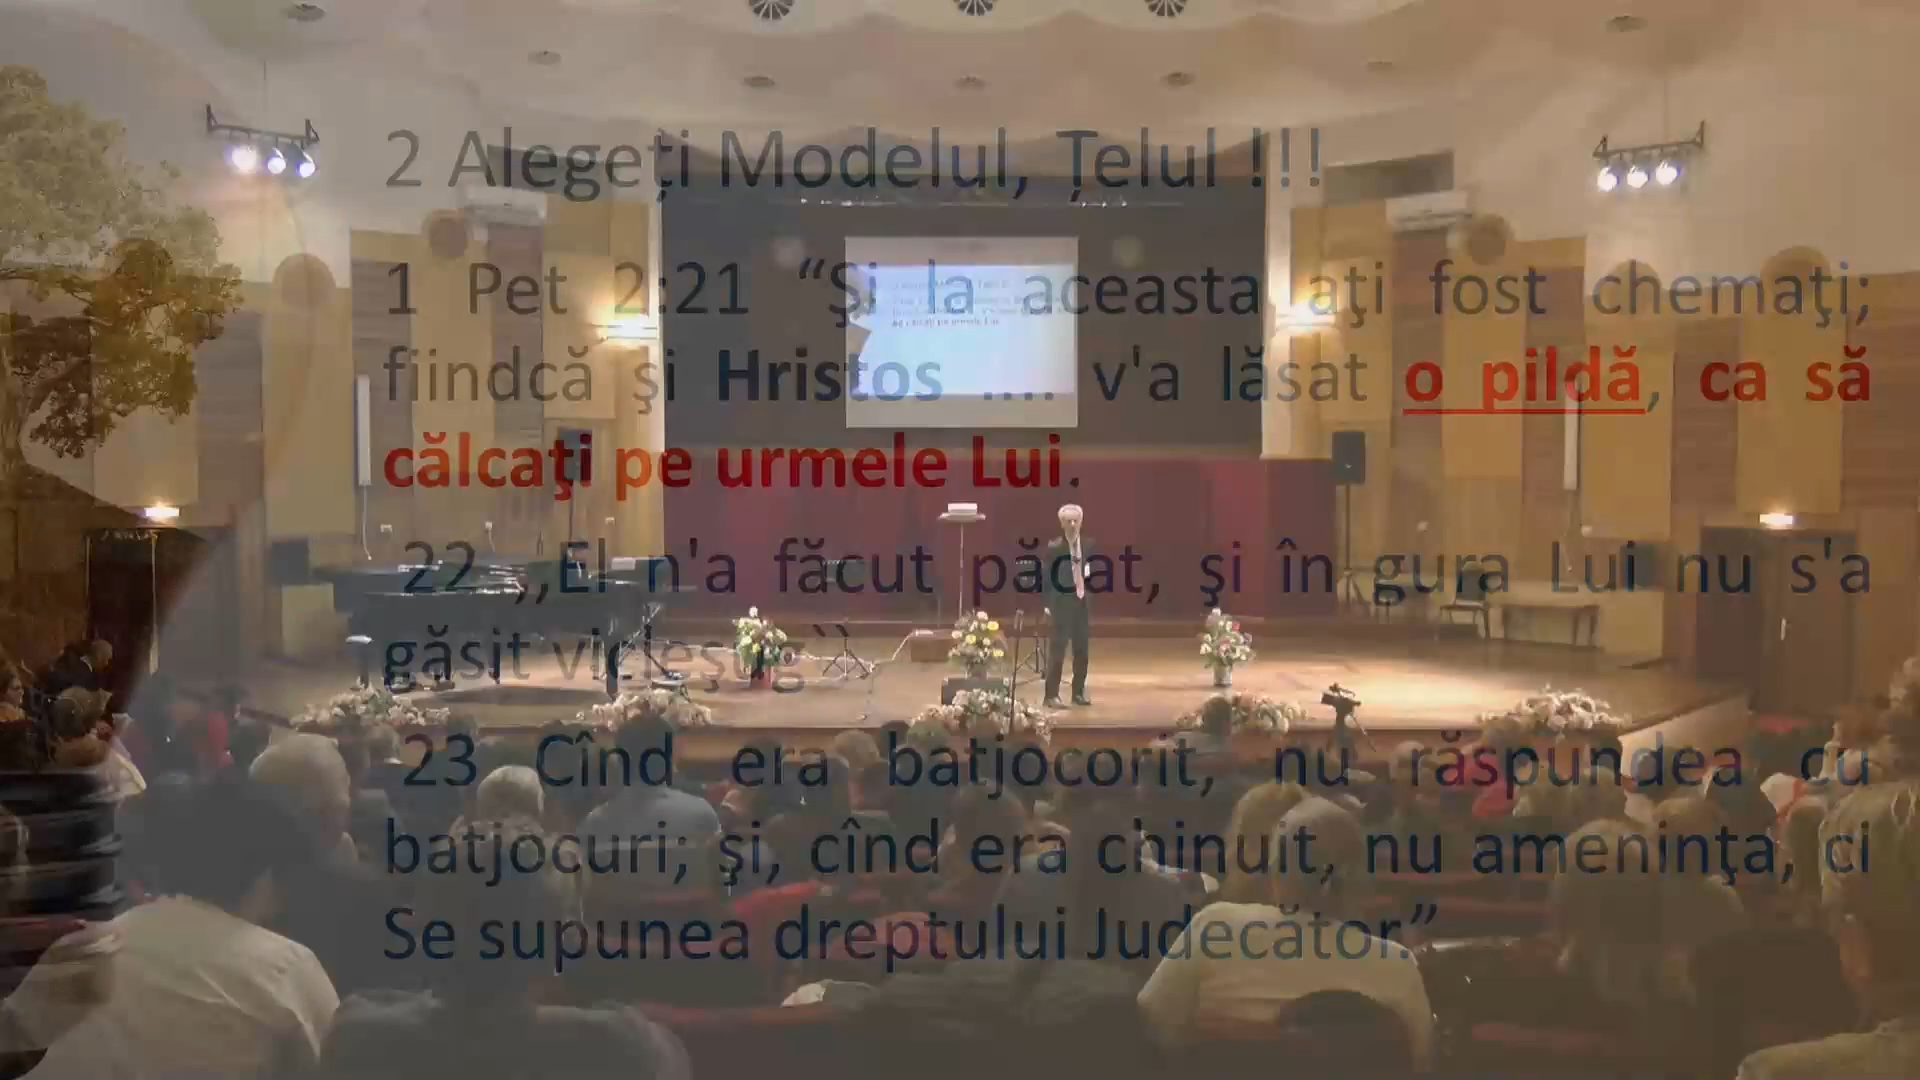 2 Alegeți Modelul, Țelul !!!
1 Pet 2:21 “Şi la aceasta aţi fost chemaţi;
fiindcă şi Hristos .... v'a lăsat o pildă, ca să
călcaţi pe urmele Lui.
22 ,,El n'a făcut păcat, şi în gura Lui nu s'a
găsit vicleşug``
23 Cînd era batjocorit, nu răspundea cu
batjocuri; şi, cînd era chinuit, nu ameninţa, ci
Se supunea dreptului Judecător.”